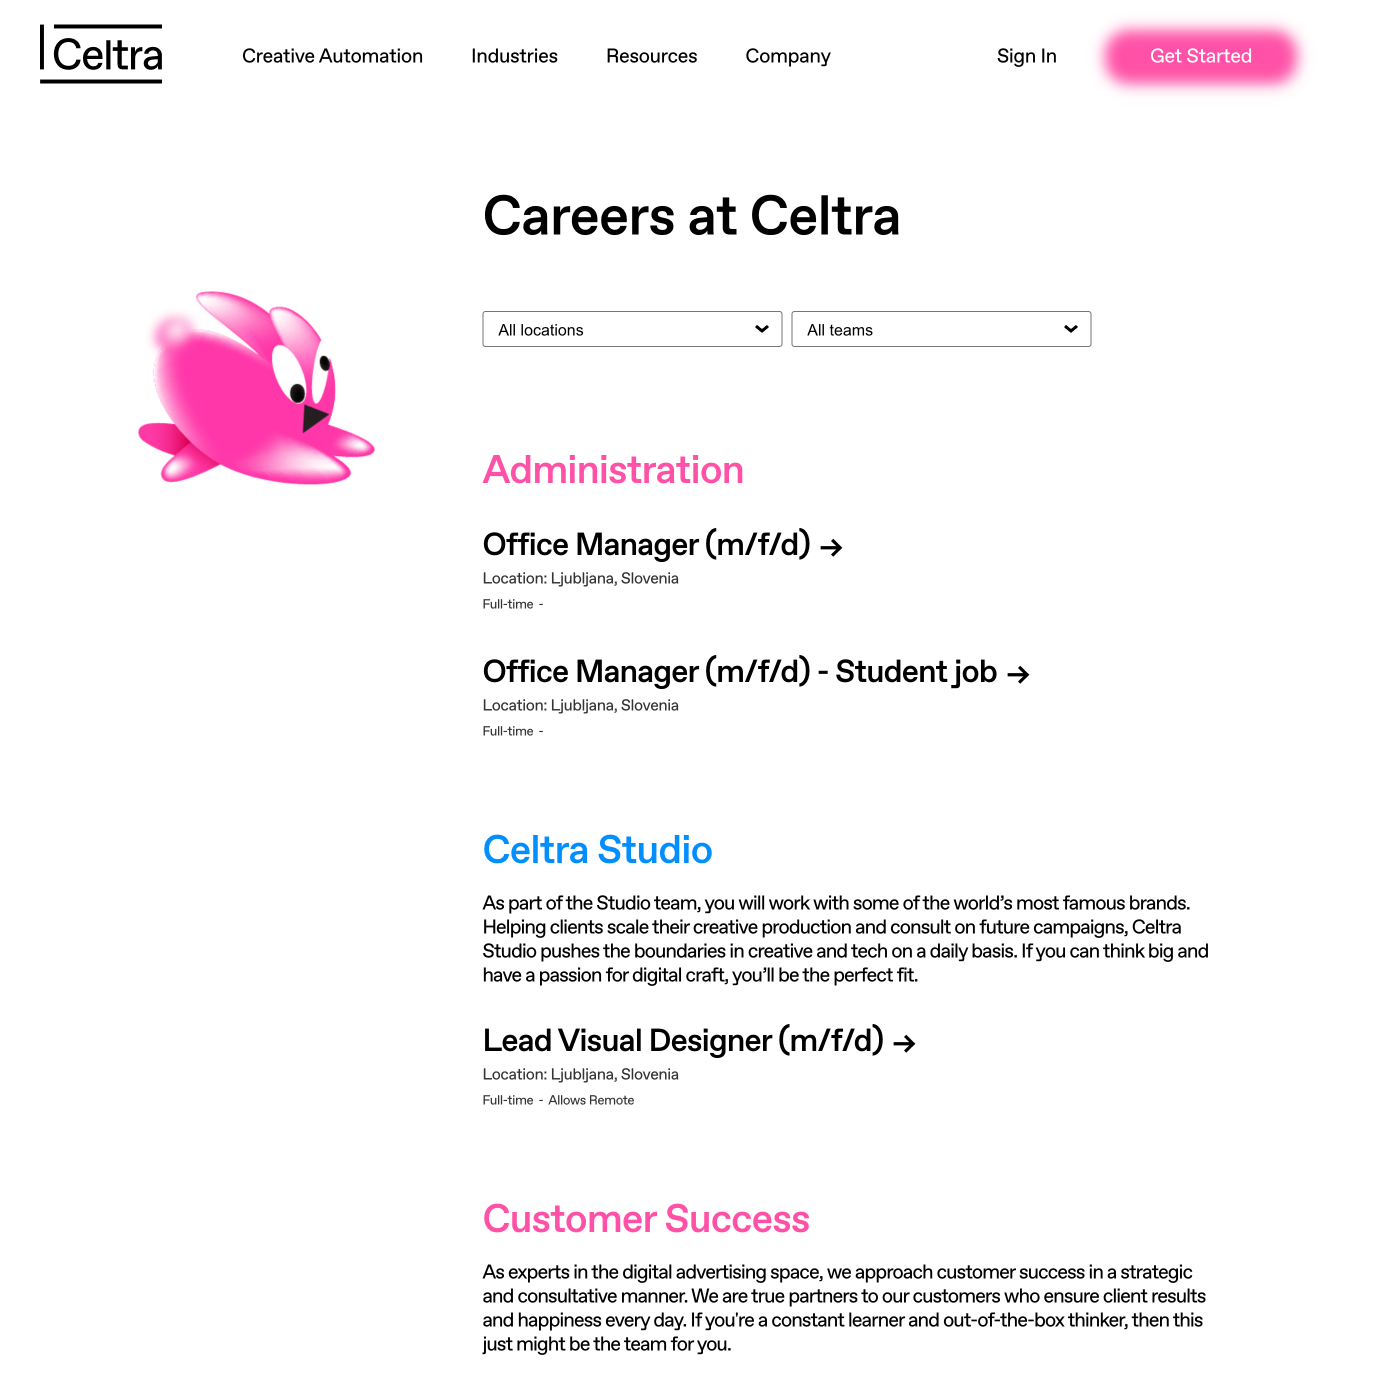 Celtra
Creative Automation
Industries
Resources
Company
Sign In
Get Started
Careers at Celtra
All locations
All teams
Administration
Office Manager (m/f/d) →
Location: Ljubljana, Slovenia
Full-time -
Office Manager (m/f/d) - Student job →
Location: Ljubljana, Slovenia
Full-time -
Celtra Studio
As part of the Studio team, you will work with some of the world’s most famous brands.
Helping clients scale their creative production and consult on future campaigns, Celtra
Studio pushes the boundaries in creative and tech on a daily basis. If you can think big and
have a passion for digital craft, you’ll be the perfect fit.
Lead Visual Designer (m/f/d) →
Location: Ljubljana, Slovenia
Full-time - Allows Remote
Customer Success
As experts in the digital advertising space, we approach customer success in a strategic
and consultative manner. We are true partners to our customers who ensure client results
and happiness every day. If you're a constant learner and out-of-the-box thinker, then this
just might be the team for you.